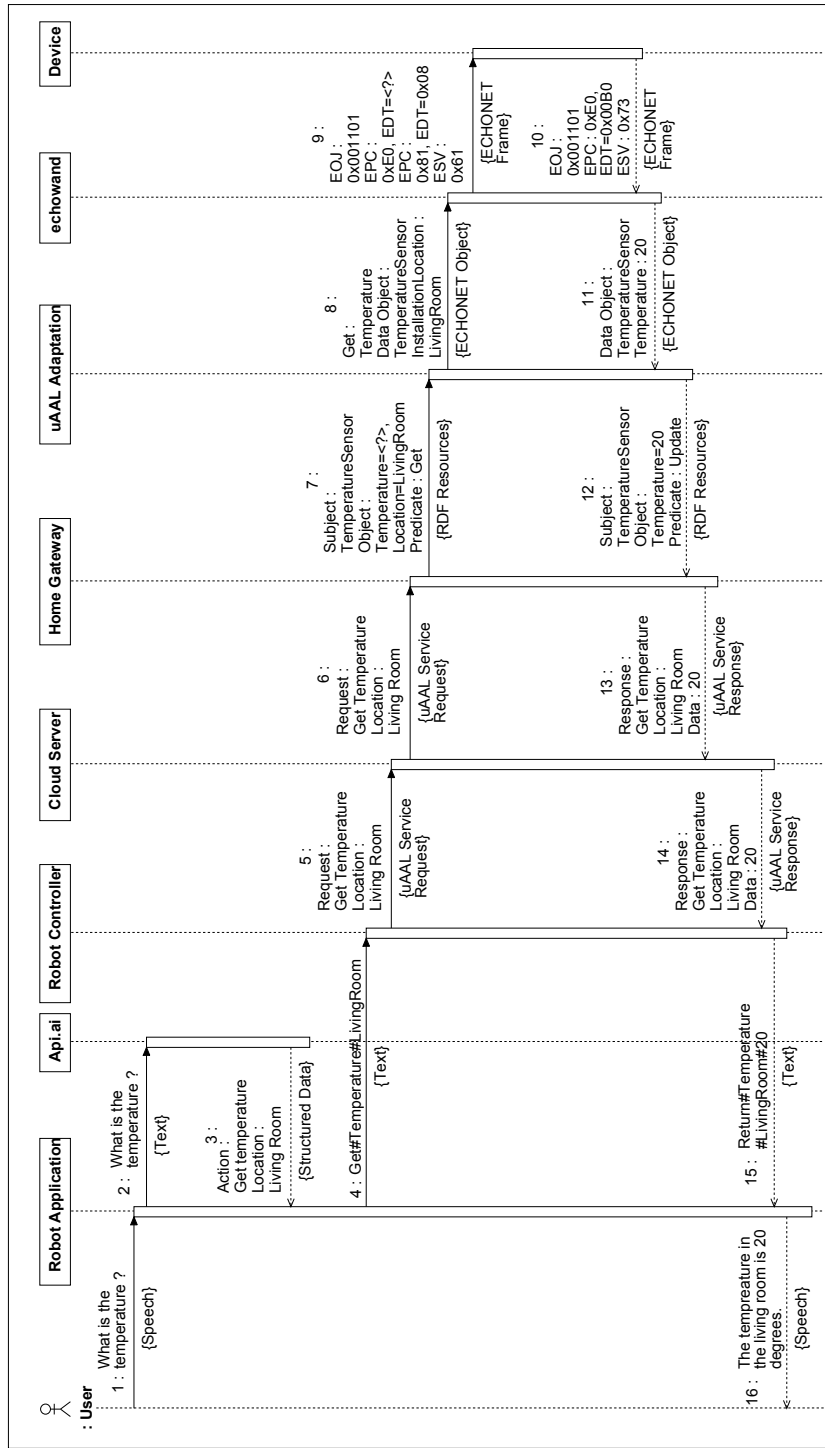 : User
Robot Application
Api.ai
Robot Controller
Cloud Server
Home Gateway
uAAL Adaptation
echowand
Device
1 : What is the
temperature ?
{Speech}
2 : What is the
temperature ?
{Text}
3 :
Action :
Get temperature
Location :
Living Room
{Structured Data}
4 : Get#Temperature#LivingRoom
{Text}
5 :
Request :
Get Temperature
Location :
Living Room
{uAAL Service
Request}
6 :
Request :
Get Temperature
Location :
Living Room
{uAAL Service
Request}
7 :
Subject :
TemperatureSensor
Object :
Temperature=<?>,
Location=LivingRoom
Predicate : Get
{RDF Resources}
8 :
Get :
Temperature
Data Object :
TemperatureSensor
InstallationLocation :
LivingRoom
{ECHONET Object}
9 :
EOJ :
0x001101
EPC :
0xE0, EDT=<?>
EPC :
0x81, EDT=0x08
ESV :
0x61
{ECHONET
Frame}
10 :
EOJ :
0x001101
EPC : 0xE0,
EDT=0x00B0
ESV : 0x73
{ECHONET
Frame}
11 :
Data Object :
TemperatureSensor
Temperature : 20
{ECHONET Object}
12 :
Subject :
TemperatureSensor
Object :
Temperature=20
Predicate : Update
{RDF Resources}
13 :
Response :
Get Temperature
Location :
Living Room
Data : 20
{uAAL Service
Response}
14 :
Response :
Get Temperature
Location :
Living Room
Data : 20
{uAAL Service
Response}
15 : Return#Temperature
#LivingRoom#20
{Text}
16 : The tempreature in
the living room is 20
degrees.
{Speech}